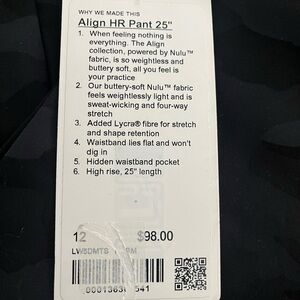 WHY WE MADE THIS
Align HR Pant 25"
1. When feeling nothing is
everything. The Align
collection, powered by Nulu™
fabric, is so weightless and
buttery soft, all you feel is
your practice
2. Our buttery-soft Nulu™ fabric
feels weightlessly light and is
sweat-wicking and four-way
stretch
3. Added Lycra® fibre for stretch
and shape retention
4. Waistband lies flat and won't
dig in
5. Hidden waistband pocket
6. High rise, 25" length
12 $98.00